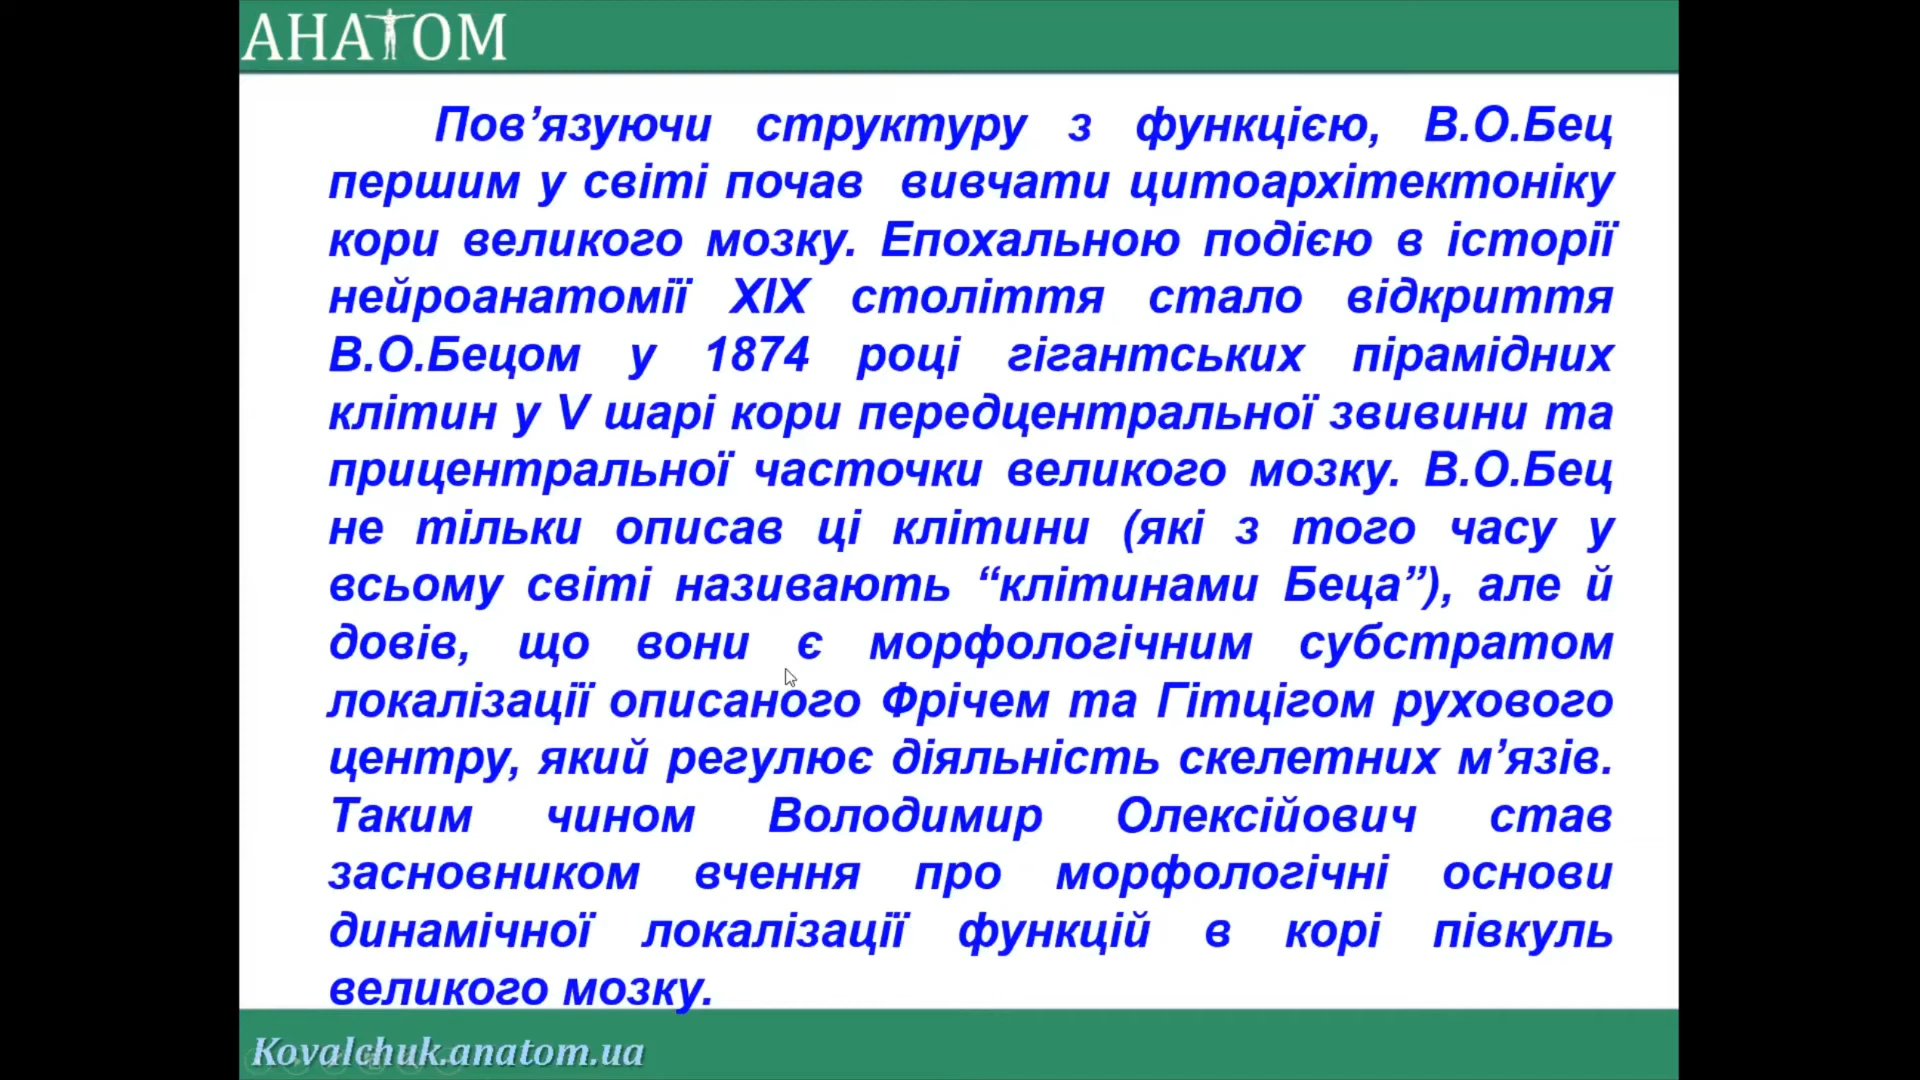 АНАТОМ
Пов’язуючи структуру з функцією, В.О.Бец
першим у світі почав вивчати цитоархітектоніку
кори великого мозку. Епохальною подією в історії
нейроанатомії ХІХ століття стало відкриття
В.О.Бецом у 1874 році гігантських пірамідних
клітин у V шарі кори передцентральної звивини та
прицентральної часточки великого мозку. В.О.Бец
не тільки описав ці клітини (які з того часу у
всьому світі називають “клітинами Беца”), але й
довів, що вони є морфологічним субстратом
локалізації описаного Фрічем та Гітцігом рухового
центру, який регулює діяльність скелетних м’язів.
Таким чином Володимир Олексійович став
засновником вчення про морфологічні основи
динамічної локалізації функцій в корі півкуль
великого мозку.
Kovalchuk.anatom.ua